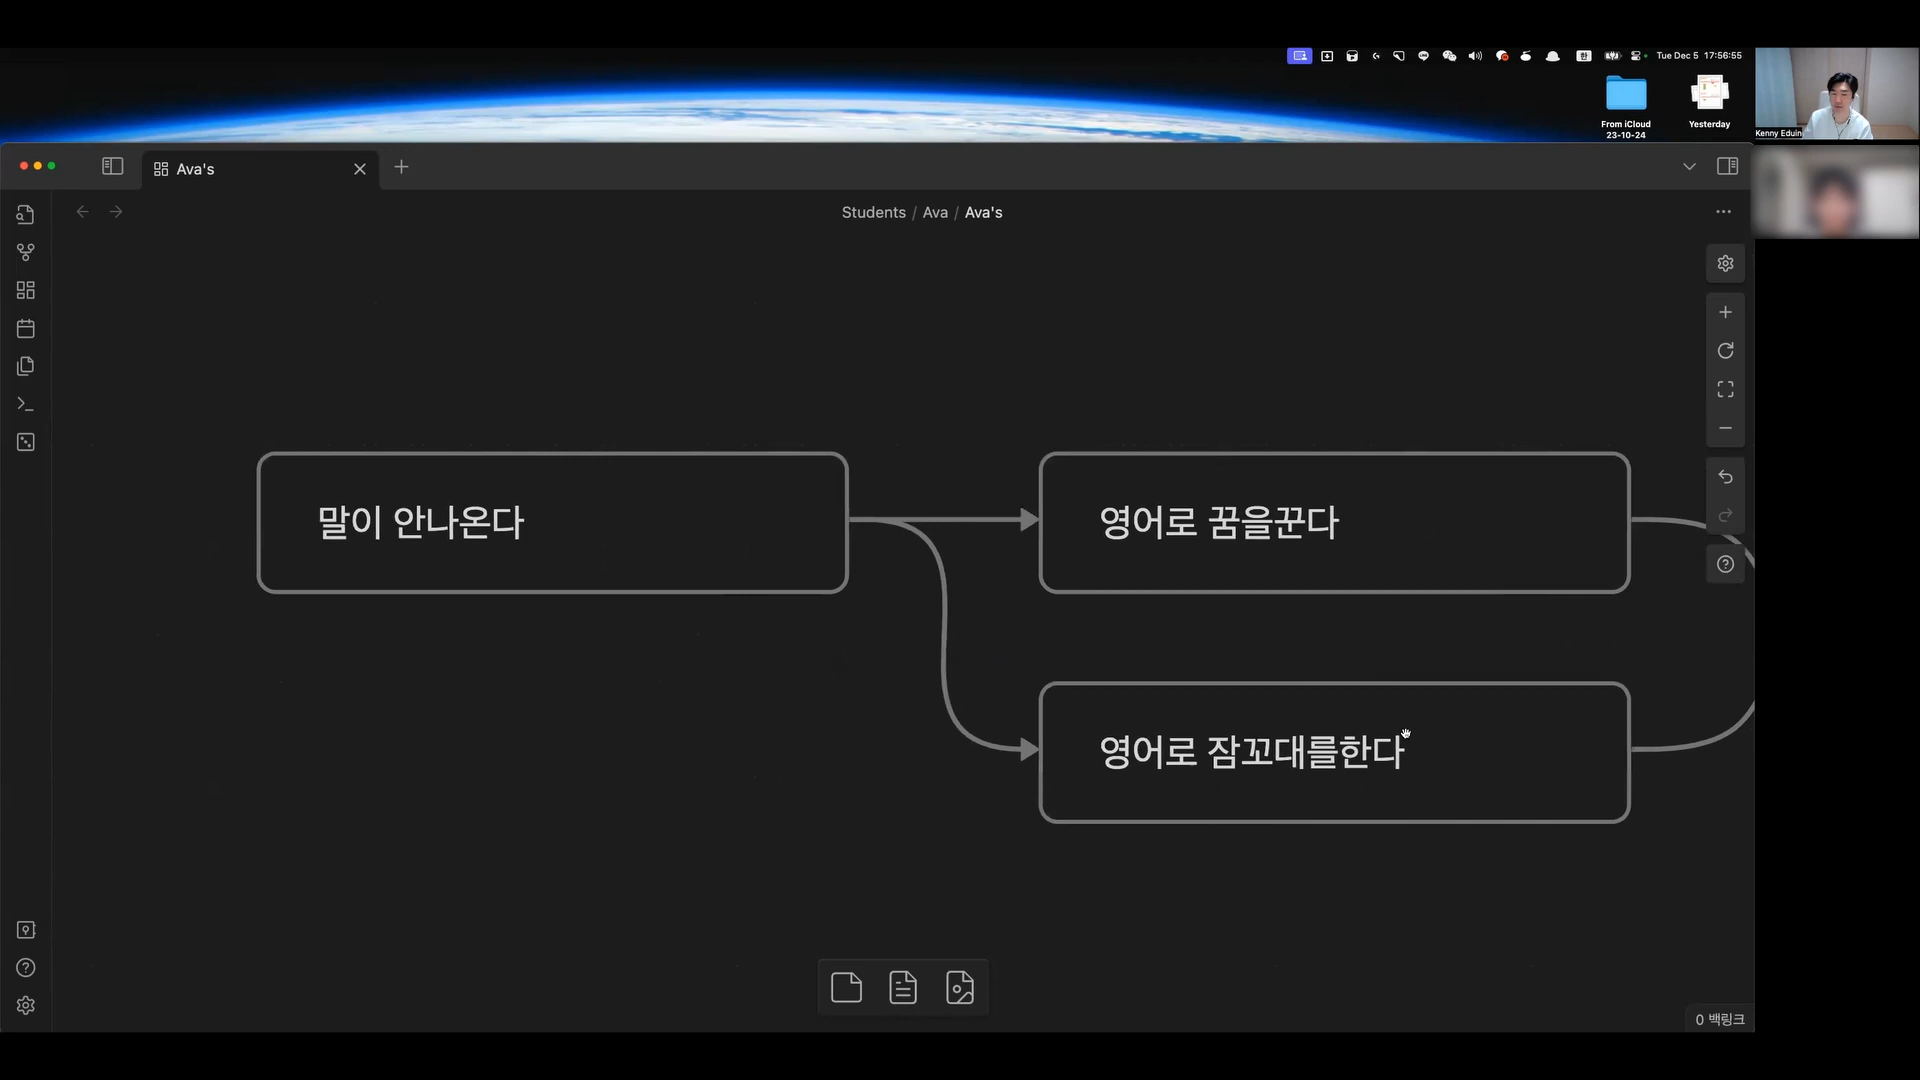 Tue Dec 5 17:56:55
From iCloud
23-10-24
Yesterday
Kenny Eduin
Ava's
Students / Ava / Ava's
말이 안나온다
영어로 꿈을꾼다
영어로 잠꼬대를한다
0 백링크